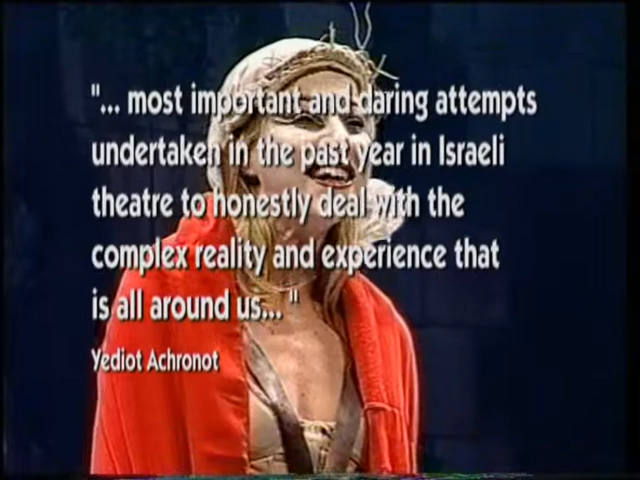 "... most important and daring attempts
undertaken in the past year in Israeli
theatre to honestly deal with the
complex reality and experience that
is all around us... "
Yediot Achronot